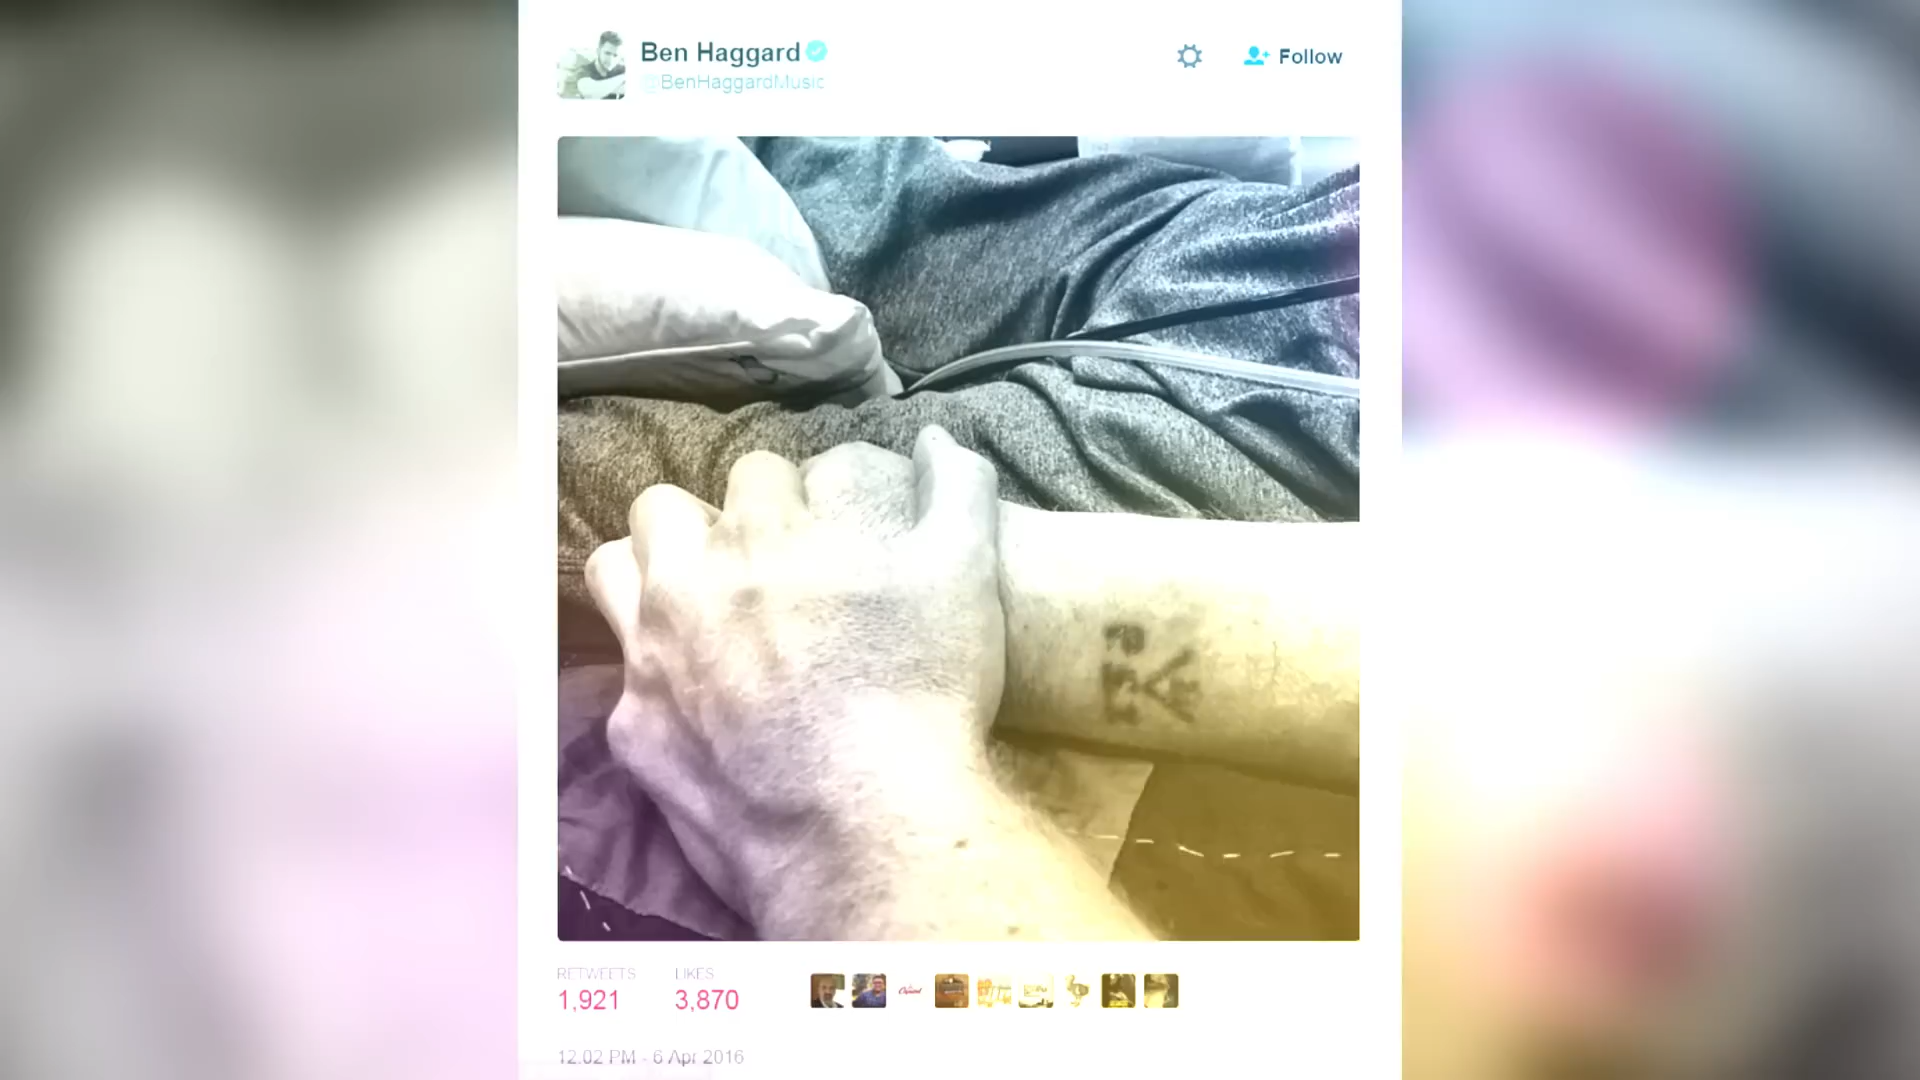 Ben Haggard
@BenHaggardMusic
Follow
RETWEETS
LIKES
1,921
3,870
12:02 PM - 6 Apr 2016